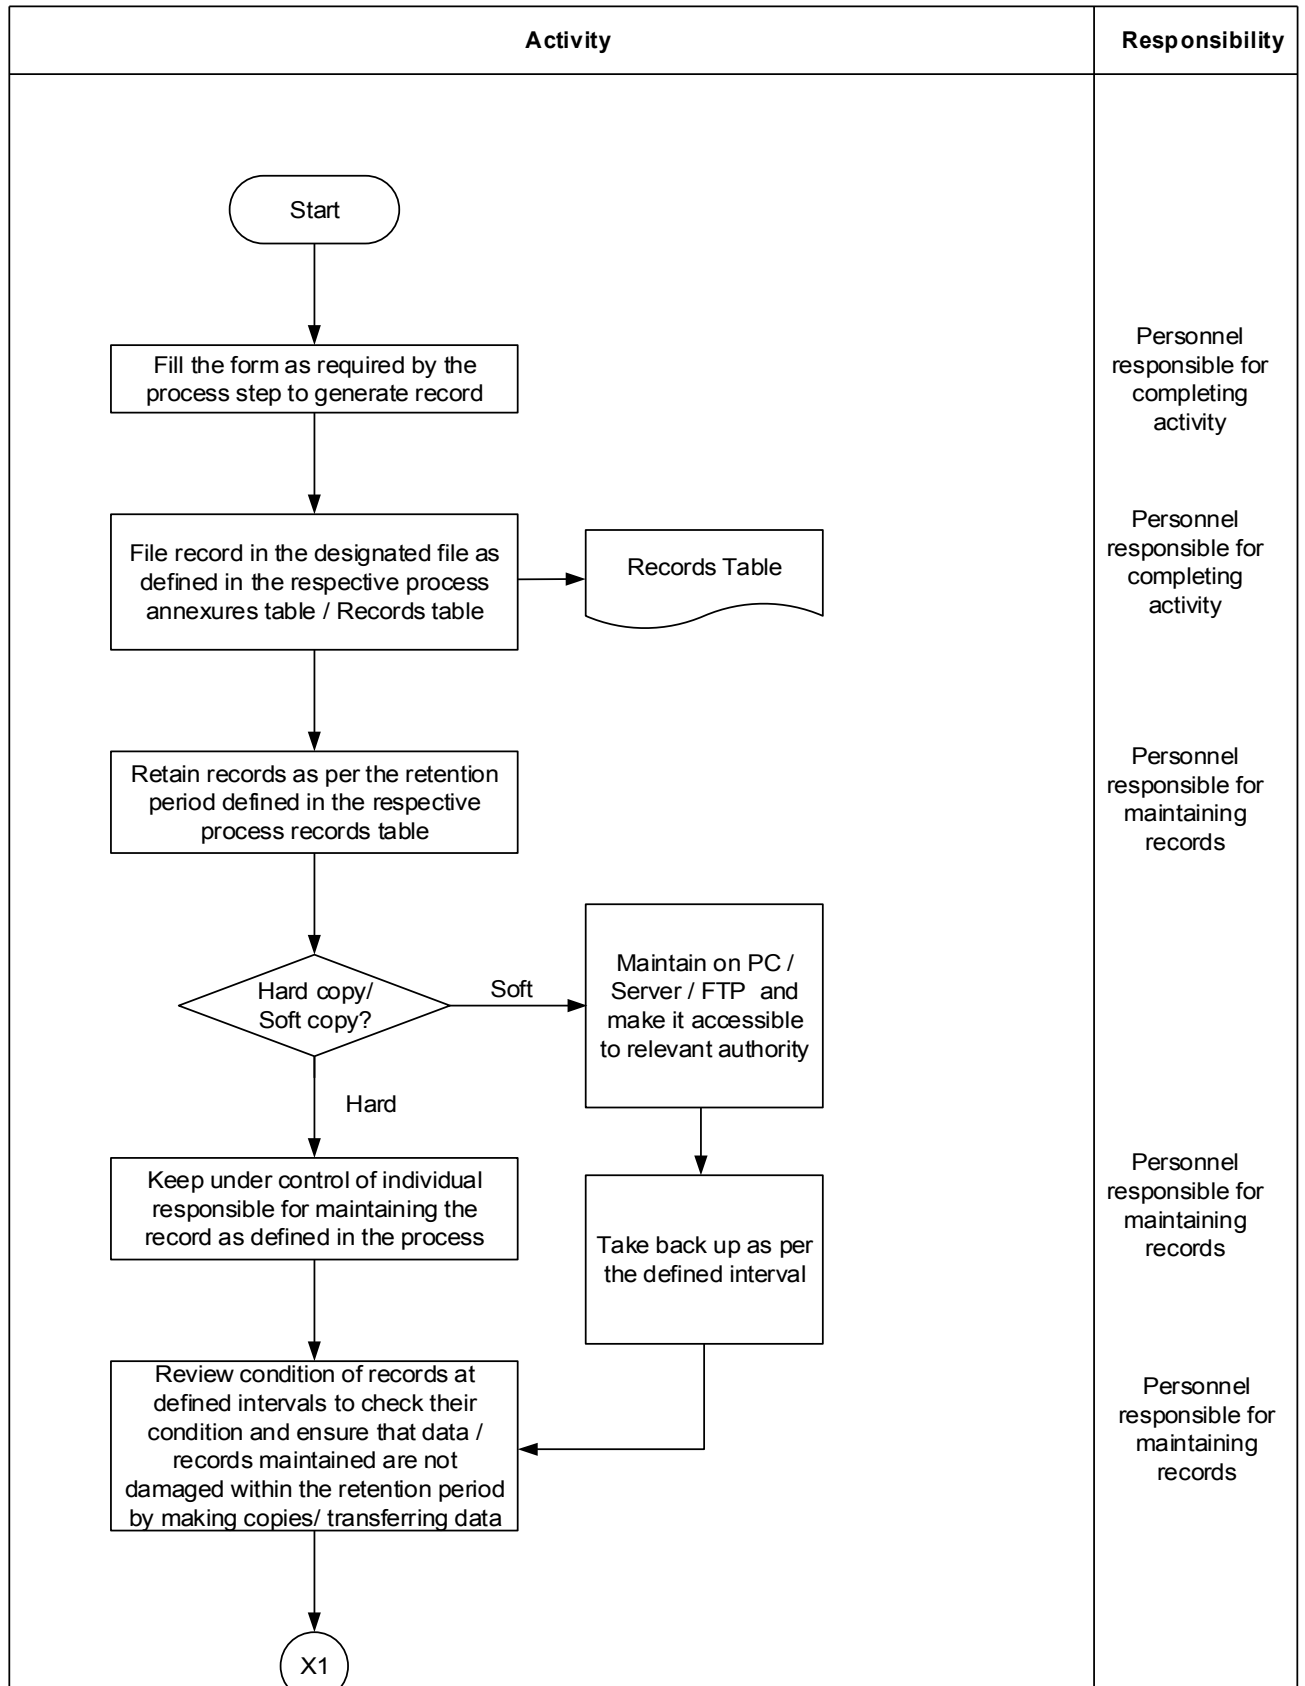 Activity
Responsibility
Start
Fill the form as required by the
process step to generate record
Personnel
responsible for
completing
activity
File record in the designated file as
defined in the respective process
annexures table / Records table
Records Table
Personnel
responsible for
completing
activity
Retain records as per the retention
period defined in the respective
process records table
Personnel
responsible for
maintaining
records
Hard copy/
Soft copy?
Soft
Maintain on PC /
Server / FTP and
make it accessible
to relevant authority
Hard
Keep under control of individual
responsible for maintaining the
record as defined in the process
Take back up as per
the defined interval
Personnel
responsible for
maintaining
records
Review condition of records at
defined intervals to check their
condition and ensure that data /
records maintained are not
damaged within the retention period
by making copies/ transferring data
Personnel
responsible for
maintaining
records
X1